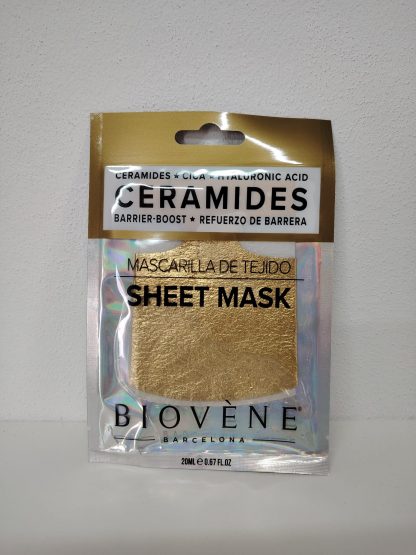 CERAMIDES ★ CICA ★ HYALURONIC ACID
CERAMIDES
BARRIER-BOOST ★ REFUERZO DE BARRERA
MASCARILLA DE TEJIDO
SHEET MASK
BIOVÈNE®
BARCELONA
20ML ℮ 0.67 FL.OZ